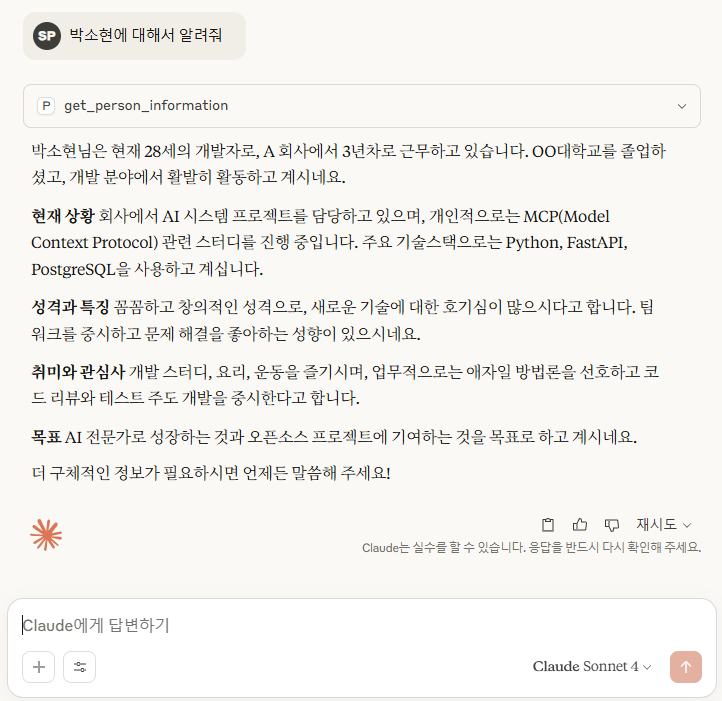 SP 박소현에 대해서 알려줘
P get_person_information
박소현님은 현재 28세의 개발자로, A 회사에서 3년차로 근무하고 있습니다. OO대학교를 졸업하
셨고, 개발 분야에서 활발히 활동하고 계시네요.
현재 상황 회사에서 AI 시스템 프로젝트를 담당하고 있으며, 개인적으로는 MCP(Model
Context Protocol) 관련 스터디를 진행 중입니다. 주요 기술스택으로는 Python, FastAPI,
PostgreSQL을 사용하고 계십니다.
성격과 특징 꼼꼼하고 창의적인 성격으로, 새로운 기술에 대한 호기심이 많으시다고 합니다. 팀
워크를 중시하고 문제 해결을 좋아하는 성향이 있으시네요.
취미와 관심사 개발 스터디, 요리, 운동을 즐기시며, 업무적으로는 애자일 방법론을 선호하고 코
드 리뷰와 테스트 주도 개발을 중시한다고 합니다.
목표 AI 전문가로 성장하는 것과 오픈소스 프로젝트에 기여하는 것을 목표로 하고 계시네요.
더 구체적인 정보가 필요하시면 언제든 말씀해 주세요!
재시도
Claude는 실수를 할 수 있습니다. 응답을 반드시 다시 확인해 주세요.
Claude에게 답변하기
Claude Sonnet 4